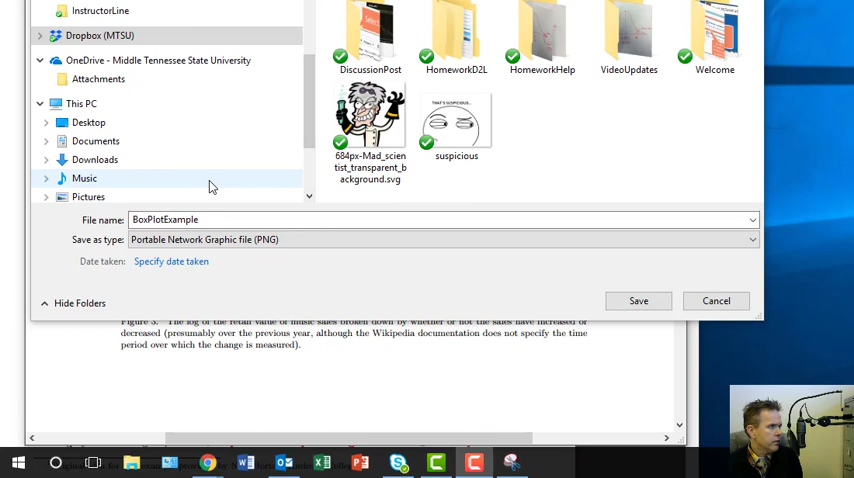 InstructorLine
Dropbox (MTSU)
OneDrive - Middle Tennessee State University
Attachments
This PC
Desktop
Documents
Downloads
Music
Pictures
DiscussionPost
HomeworkD2L
HomeworkHelp
VideoUpdates
Welcome
THAT'S SUSPICIOUS...
684px-Mad_scien
tist_transparent_b
ackground.svg
suspicious
File name: BoxPlotExample
Save as type: Portable Network Graphic file (PNG)
Date taken: Specify date taken
Hide Folders
Save
Cancel
Figure 3. The log of the retail value of music sales broken down by whether or not the sales have increased or
decreased (presumably over the previous year, although the Wikipedia documentation does not specify the time
period over which the change is measured).